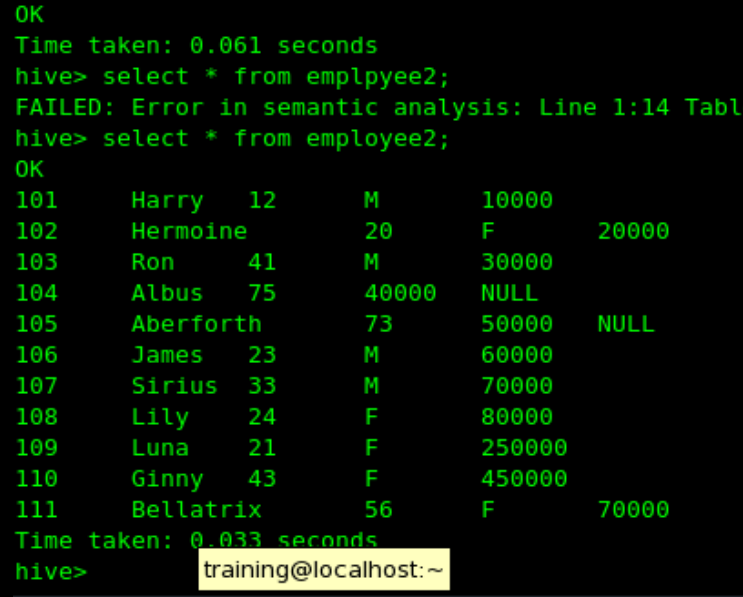 OK
Time taken: 0.061 seconds
hive> select * from emplpyee2;
FAILED: Error in semantic analysis: Line 1:14 Tabl
hive> select * from employee2;
OK
101 Harry 12 M 10000
102 Hermoine 20 F 20000
103 Ron 41 M 30000
104 Albus 75 40000 NULL
105 Aberforth 73 50000 NULL
106 James 23 M 60000
107 Sirius 33 M 70000
108 Lily 24 F 80000
109 Luna 21 F 250000
110 Ginny 43 F 450000
111 Bellatrix 56 F 70000
Time taken: 0.033 seconds
hive>
training@localhost:~